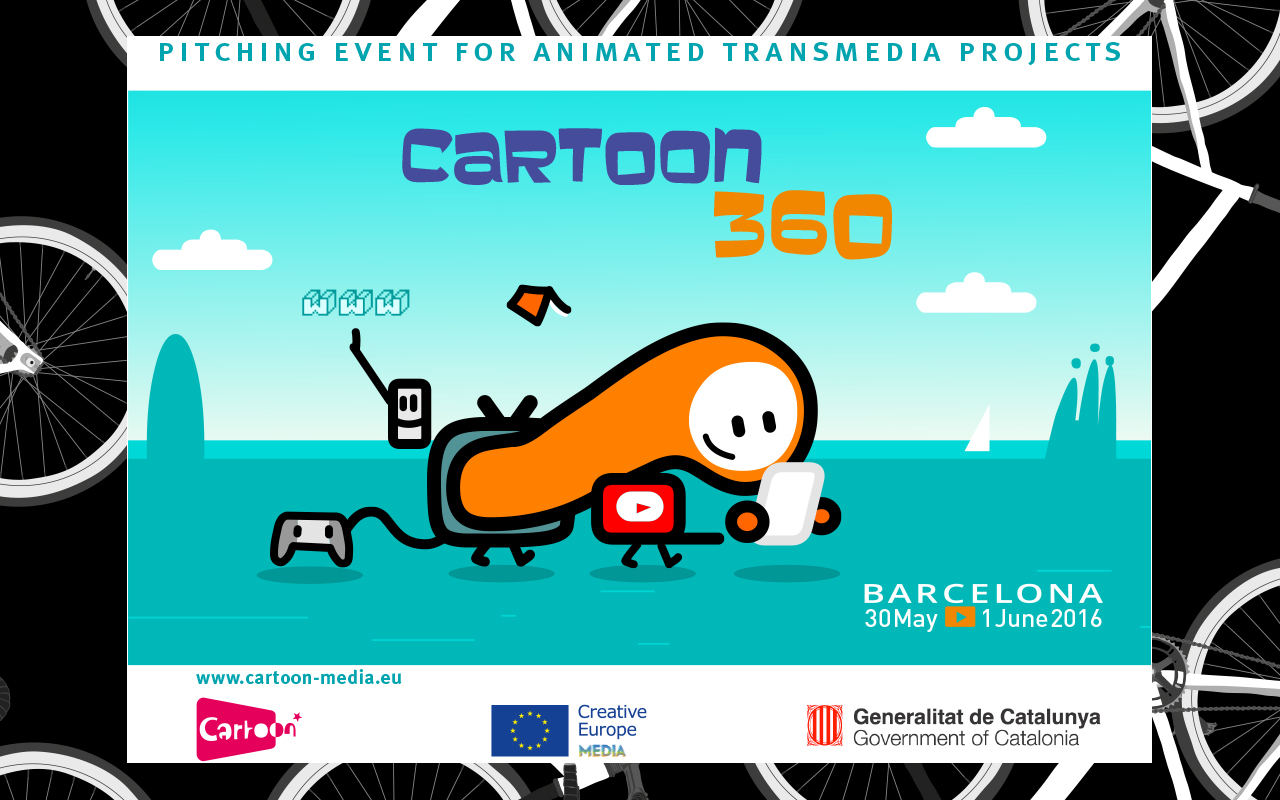 PITCHING EVENT FOR ANIMATED TRANSMEDIA PROJECTS
CARTOON
360
WWW
BARCELONA
30 May 1 June 2016
www.cartoon-media.eu
Cartoon
Creative
Europe
MEDIA
Generalitat de Catalunya
Government of Catalonia